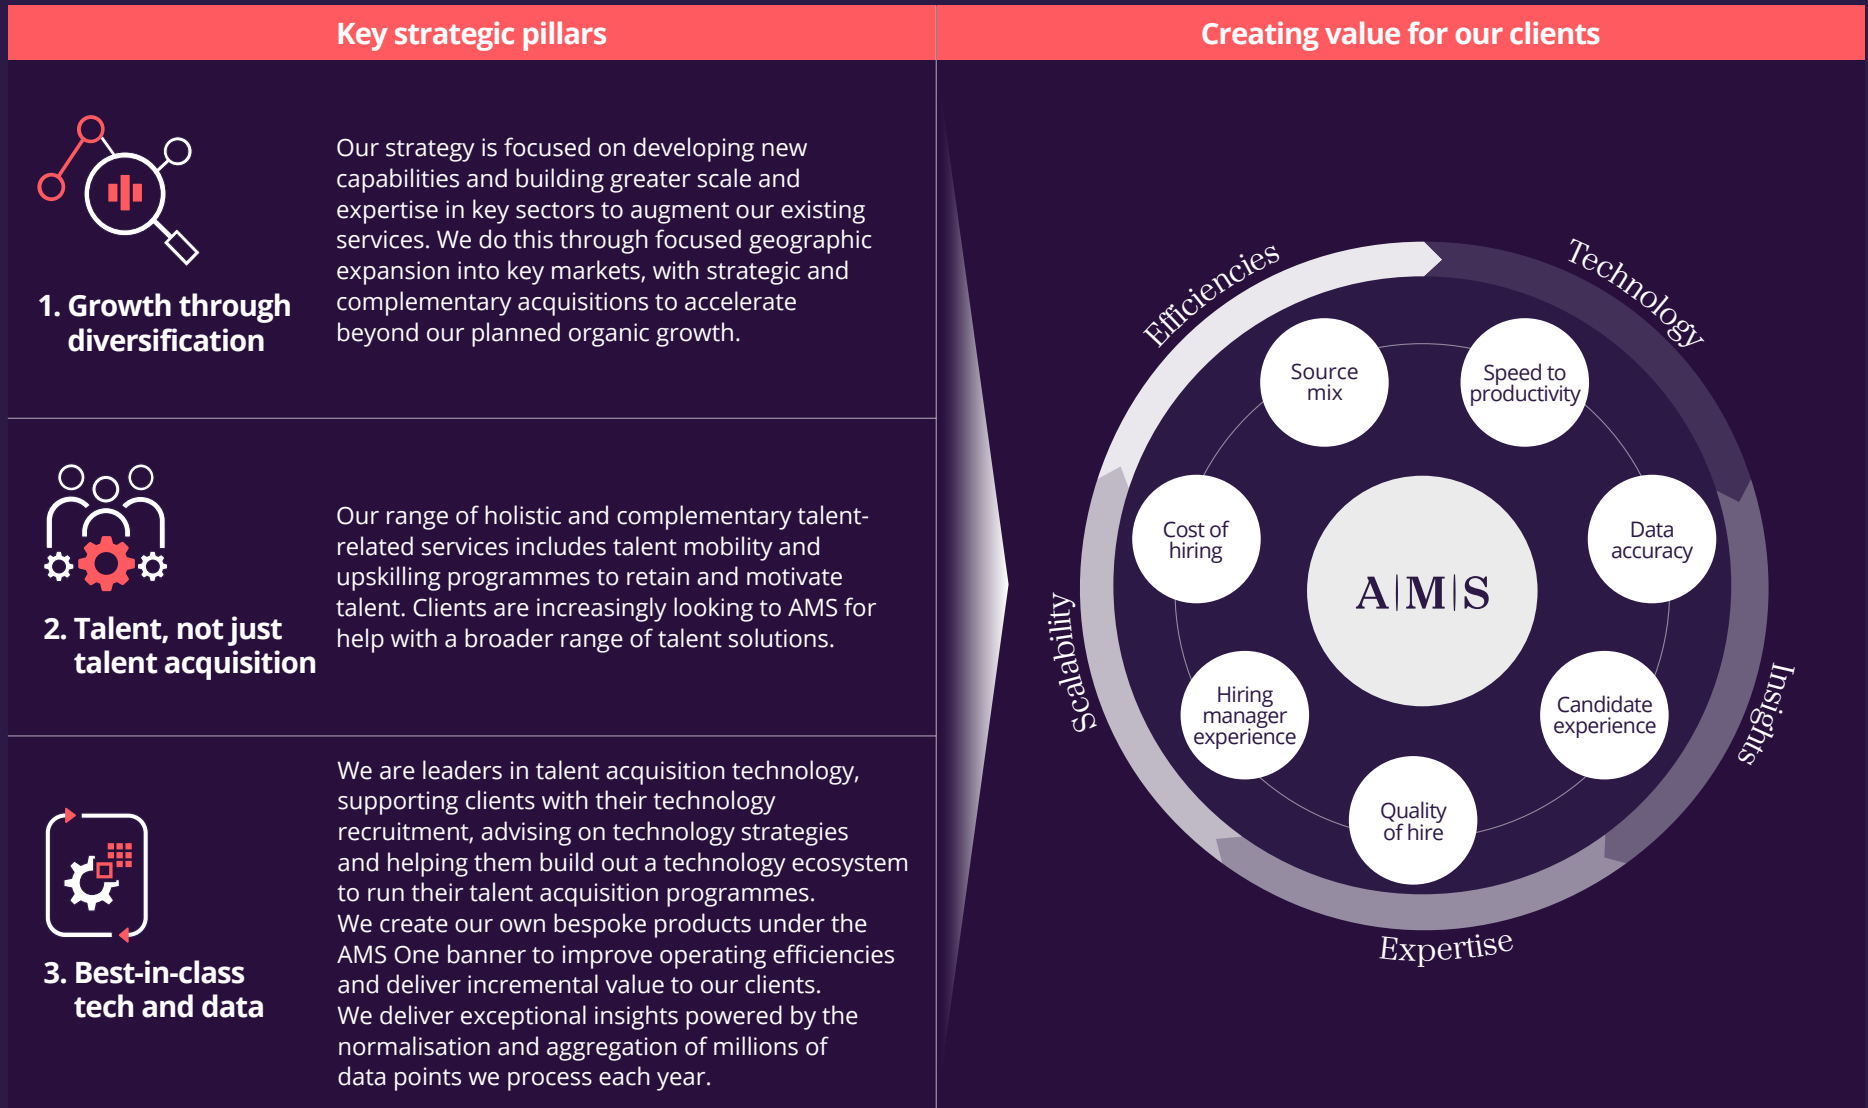 Key strategic pillars
1. Growth through
diversification
Our strategy is focused on developing new
capabilities and building greater scale and
expertise in key sectors to augment our existing
services. We do this through focused geographic
expansion into key markets, with strategic and
complementary acquisitions to accelerate
beyond our planned organic growth.
2. Talent, not just
talent acquisition
Our range of holistic and complementary talent-
related services includes talent mobility and
upskilling programmes to retain and motivate
talent. Clients are increasingly looking to AMS for
help with a broader range of talent solutions.
3. Best-in-class
tech and data
We are leaders in talent acquisition technology,
supporting clients with their technology
recruitment, advising on technology strategies
and helping them build out a technology ecosystem
to run their talent acquisition programmes.
We create our own bespoke products under the
AMS One banner to improve operating efficiencies
and deliver incremental value to our clients.
We deliver exceptional insights powered by the
normalisation and aggregation of millions of
data points we process each year.
Creating value for our clients
Efficiencies
Technology
Insights
Expertise
Scalability
Source
mix
Speed to
productivity
Data
accuracy
Candidate
experience
Quality
of hire
Hiring
manager
experience
Cost of
hiring
A|M|S